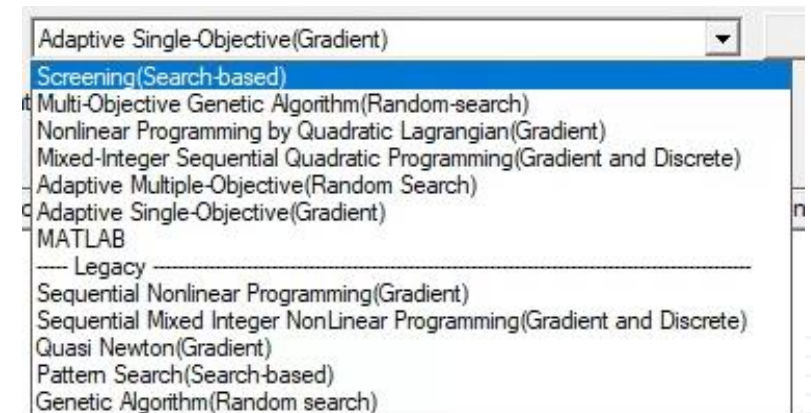 Adaptive Single-Objective(Gradient)
Screening(Search-based)
Multi-Objective Genetic Algorithm(Random-search)
Nonlinear Programming by Quadratic Lagrangian(Gradient)
Mixed-Integer Sequential Quadratic Programming(Gradient and Discrete)
Adaptive Multiple-Objective(Random Search)
Adaptive Single-Objective(Gradient)
MATLAB
----- Legacy -----
Sequential Nonlinear Programming(Gradient)
Sequential Mixed Integer NonLinear Programming(Gradient and Discrete)
Quasi Newton(Gradient)
Pattern Search(Search-based)
Genetic Algorithm(Random search)